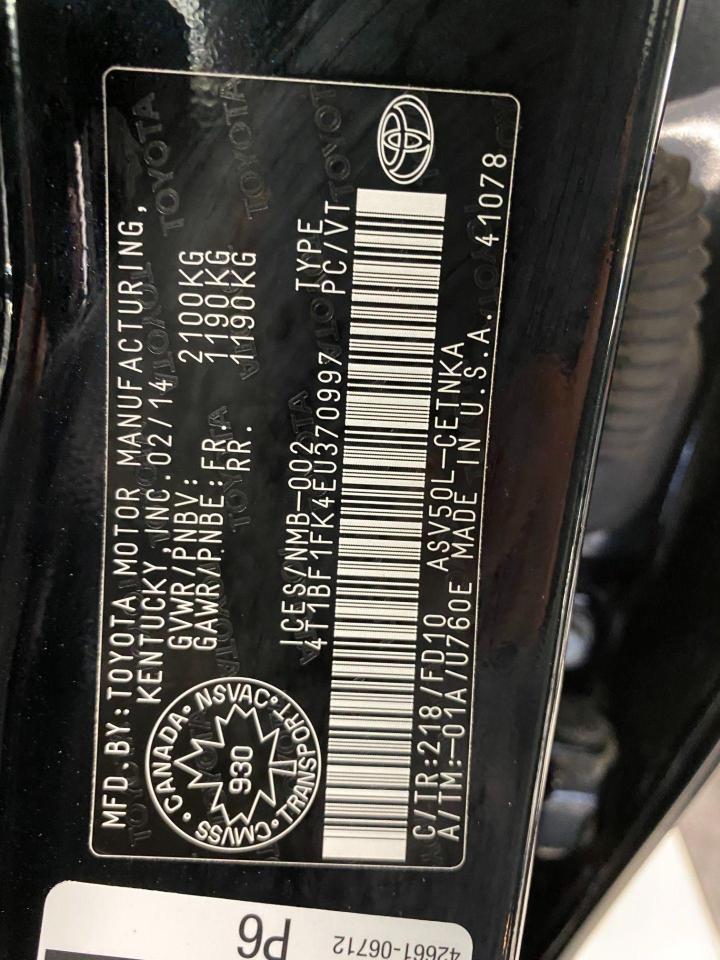 MFD.BY:TOYOTA MOTOR MANUFACTURING,
KENTUCKY,INC.02/14
GVWR/PNBV: 2100KG
GAWR/PNBE:FR. 1190KG
RR. 1190KG
CANADA • NSVAC • TRANSPORT • CMVSS
930
ICES/NMB-002 TYPE
4T1BF1FK4EU370997 PC/VT
C/TR:218/FD10 ASV50L-CETNKA
A/TM:-01A/U760E MADE IN U.S.A. 41078
P6
42661-06712